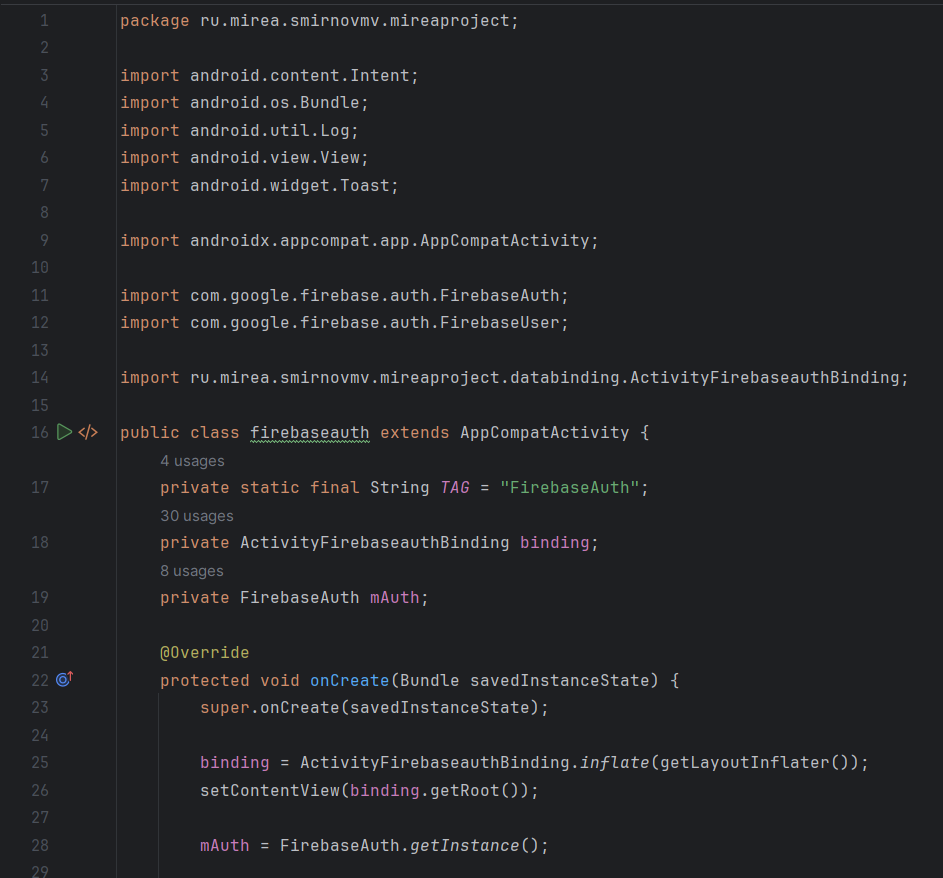 1 package ru.mirea.smirnovmv.mireaproject;
2
3 import android.content.Intent;
4 import android.os.Bundle;
5 import android.util.Log;
6 import android.view.View;
7 import android.widget.Toast;
8
9 import androidx.appcompat.app.AppCompatActivity;
10
11 import com.google.firebase.auth.FirebaseAuth;
12 import com.google.firebase.auth.FirebaseUser;
13
14 import ru.mirea.smirnovmv.mireaproject.databinding.ActivityFirebaseauthBinding;
15
16 </> public class firebaseauth extends AppCompatActivity {
4 usages
17 private static final String TAG = "FirebaseAuth";
30 usages
18 private ActivityFirebaseauthBinding binding;
8 usages
19 private FirebaseAuth mAuth;
20
21 @Override
22 protected void onCreate(Bundle savedInstanceState) {
23 super.onCreate(savedInstanceState);
24
25 binding = ActivityFirebaseauthBinding.inflate(getLayoutInflater());
26 setContentView(binding.getRoot());
27
28 mAuth = FirebaseAuth.getInstance();
29